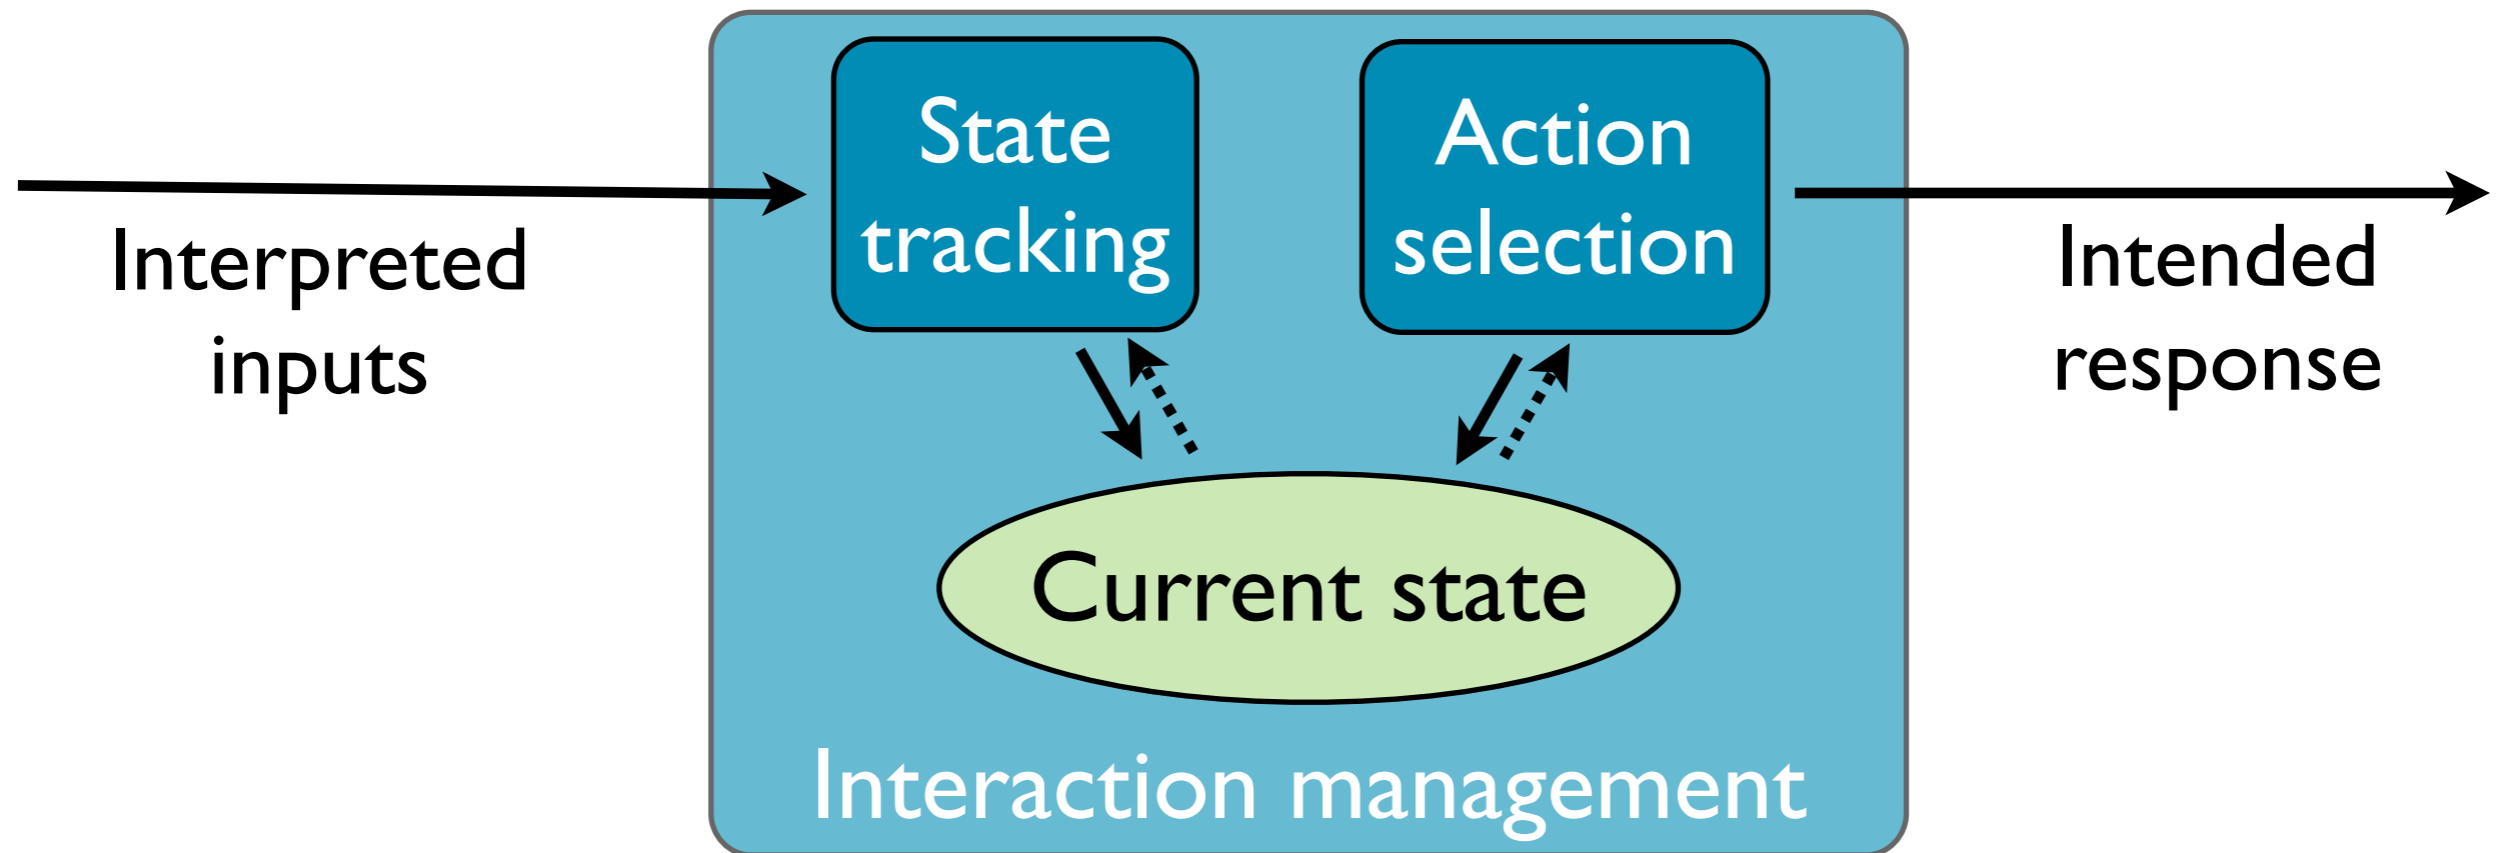 State
tracking
Action
selection
Interpreted
inputs
Intended
response
Current state
Interaction management